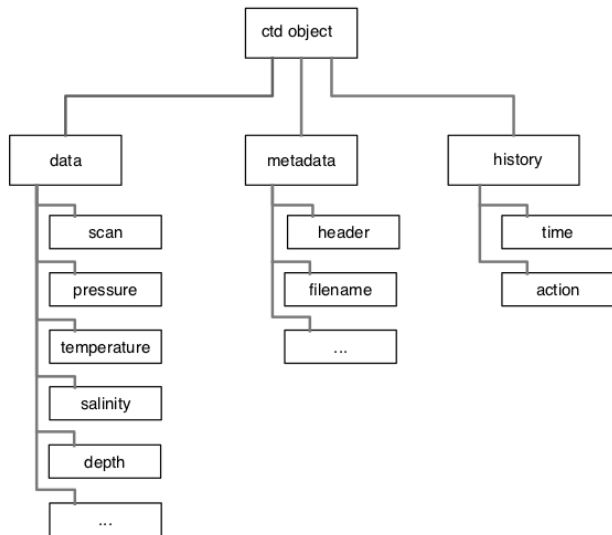 ctd object
data
metadata
history
scan
header
time
pressure
filename
action
temperature
...
salinity
depth
...